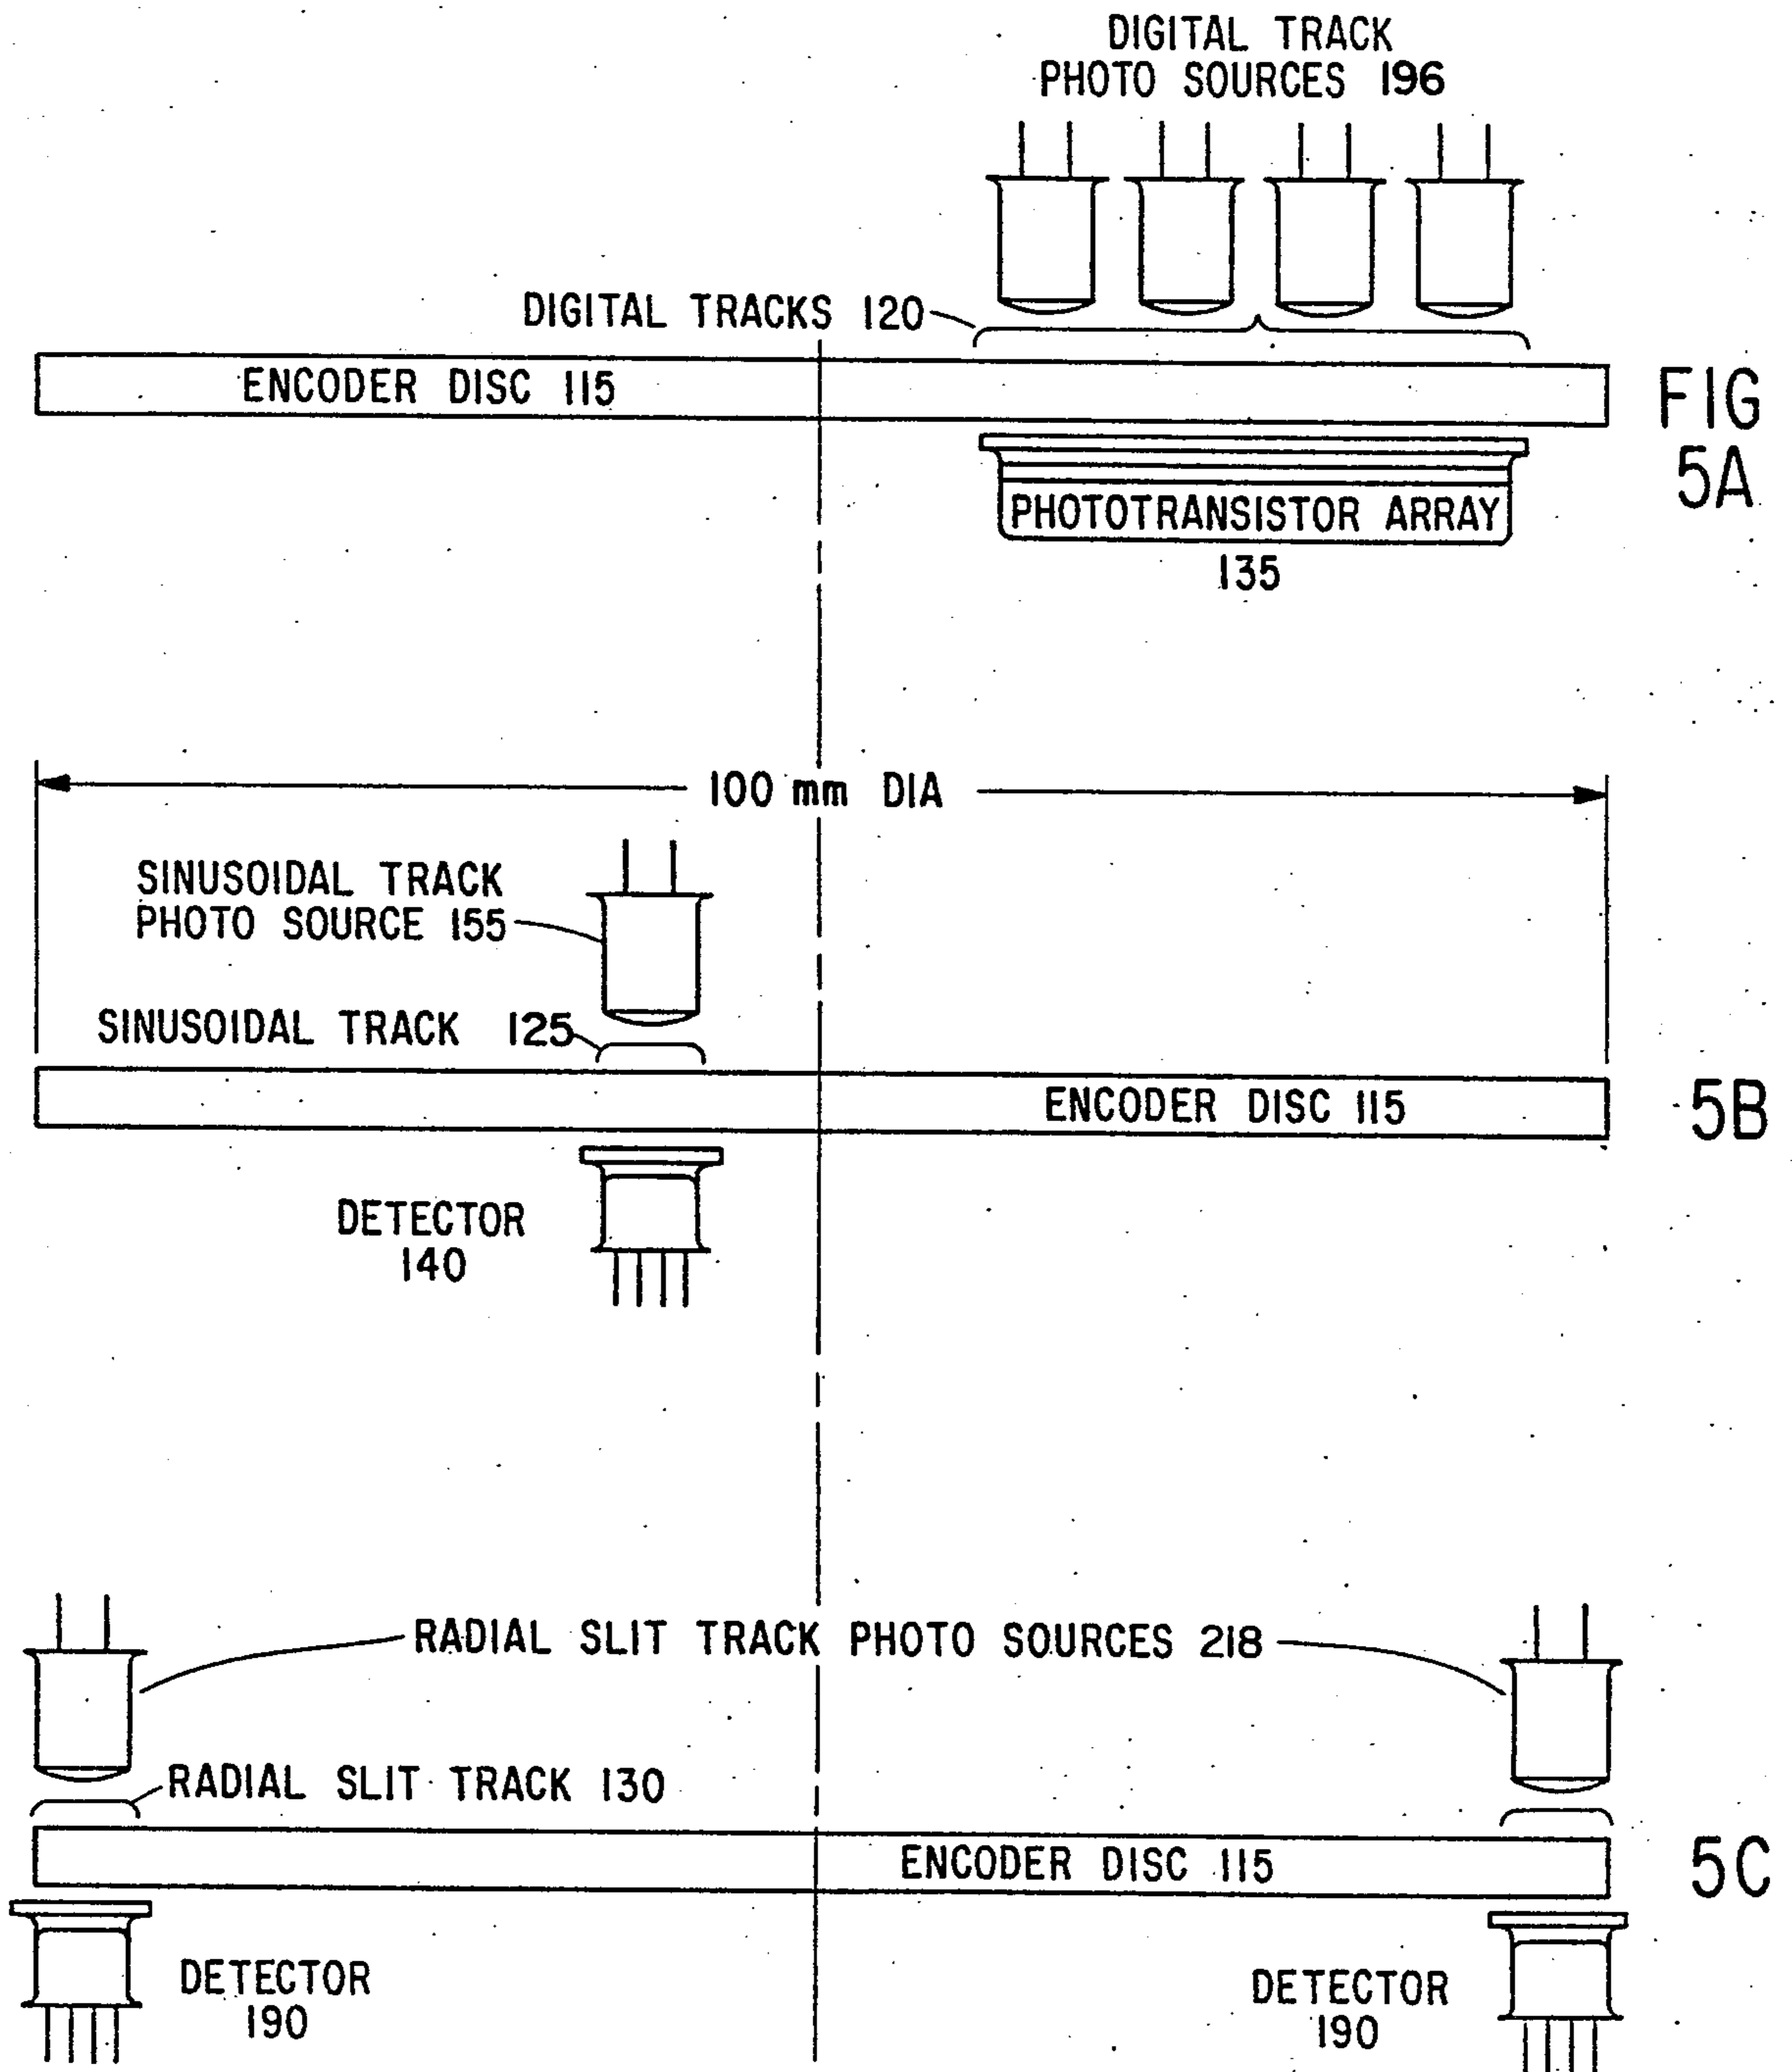 DIGITAL TRACK
PHOTO SOURCES 196
DIGITAL TRACKS 120
ENCODER DISC 115
FIG
5A
PHOTOTRANSISTOR ARRAY
135
100 mm DIA
SINUSOIDAL TRACK
PHOTO SOURCE 155
SINUSOIDAL TRACK 125
ENCODER DISC 115
5B
DETECTOR
140
RADIAL SLIT TRACK PHOTO SOURCES 218
RADIAL SLIT TRACK 130
ENCODER DISC 115
5C
DETECTOR
190
DETECTOR
190